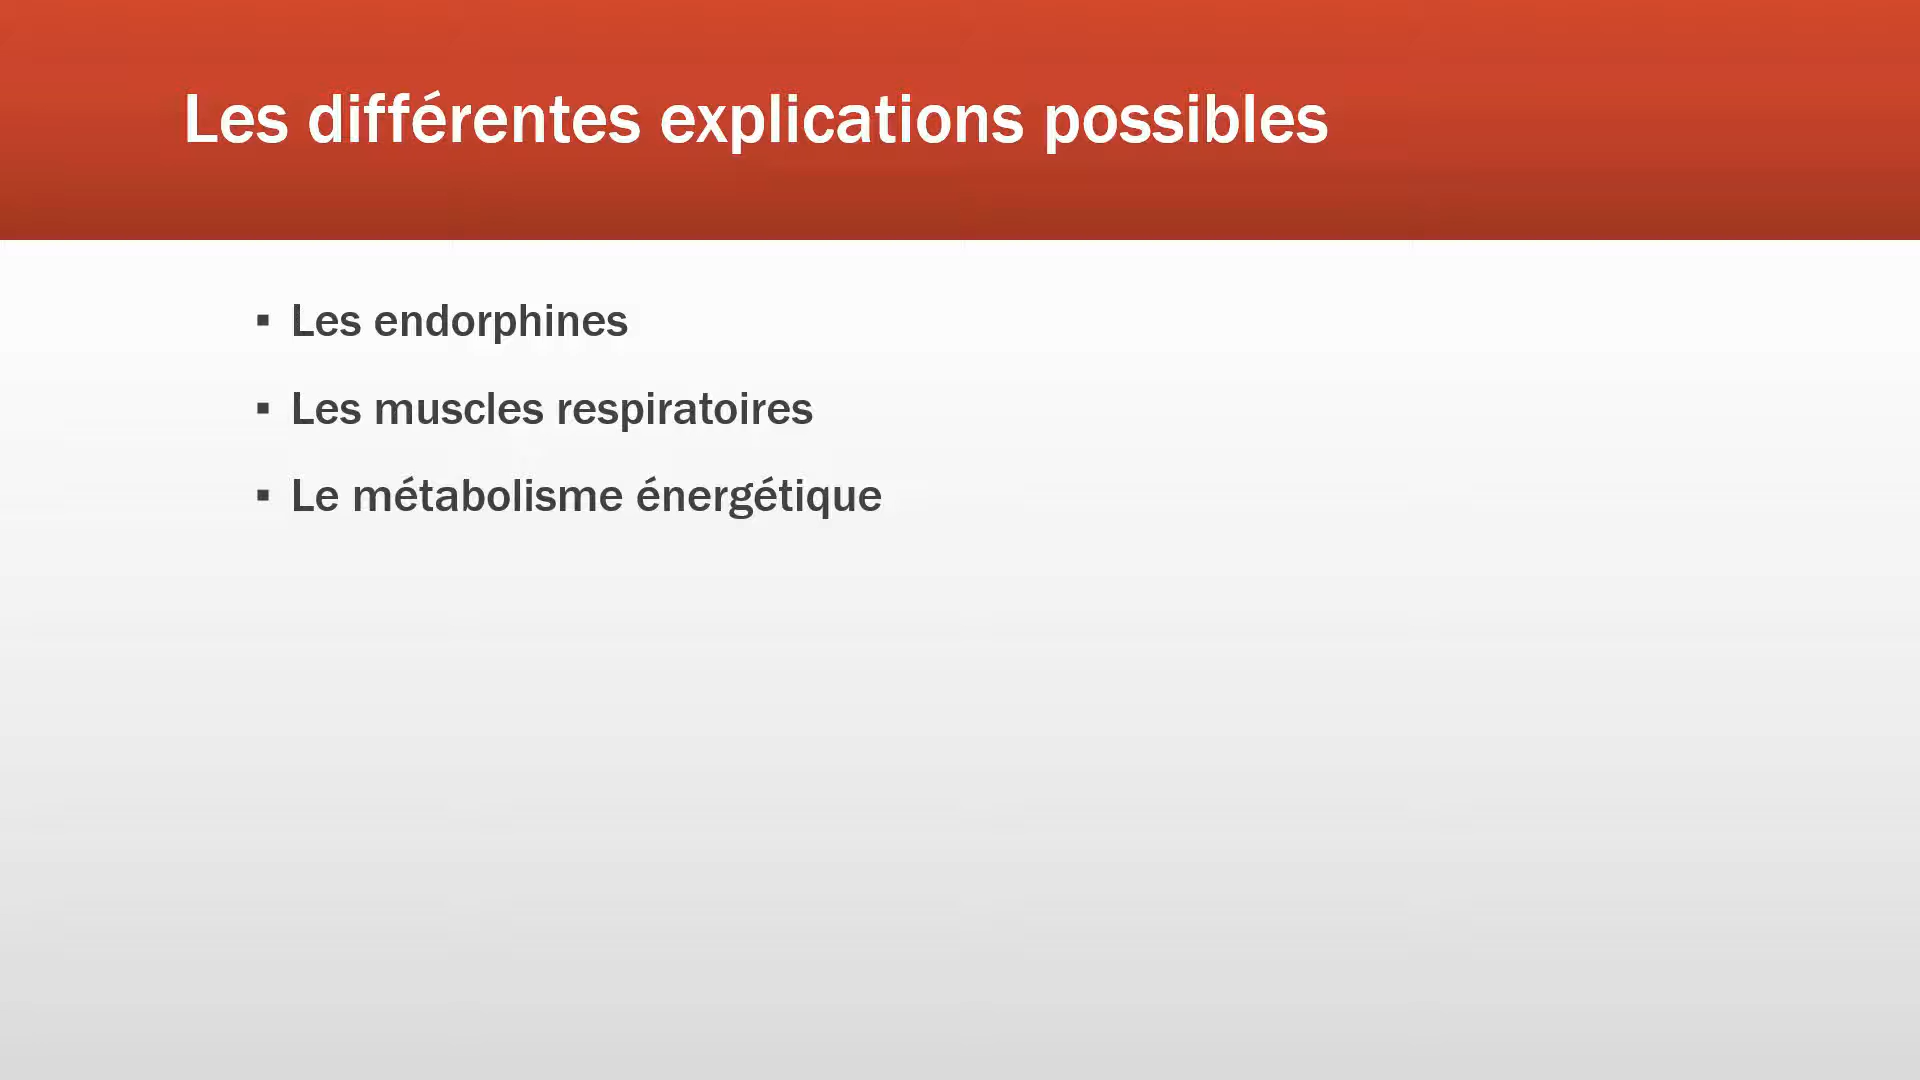 Les différentes explications possibles
▪ Les endorphines
▪ Les muscles respiratoires
▪ Le métabolisme énergétique